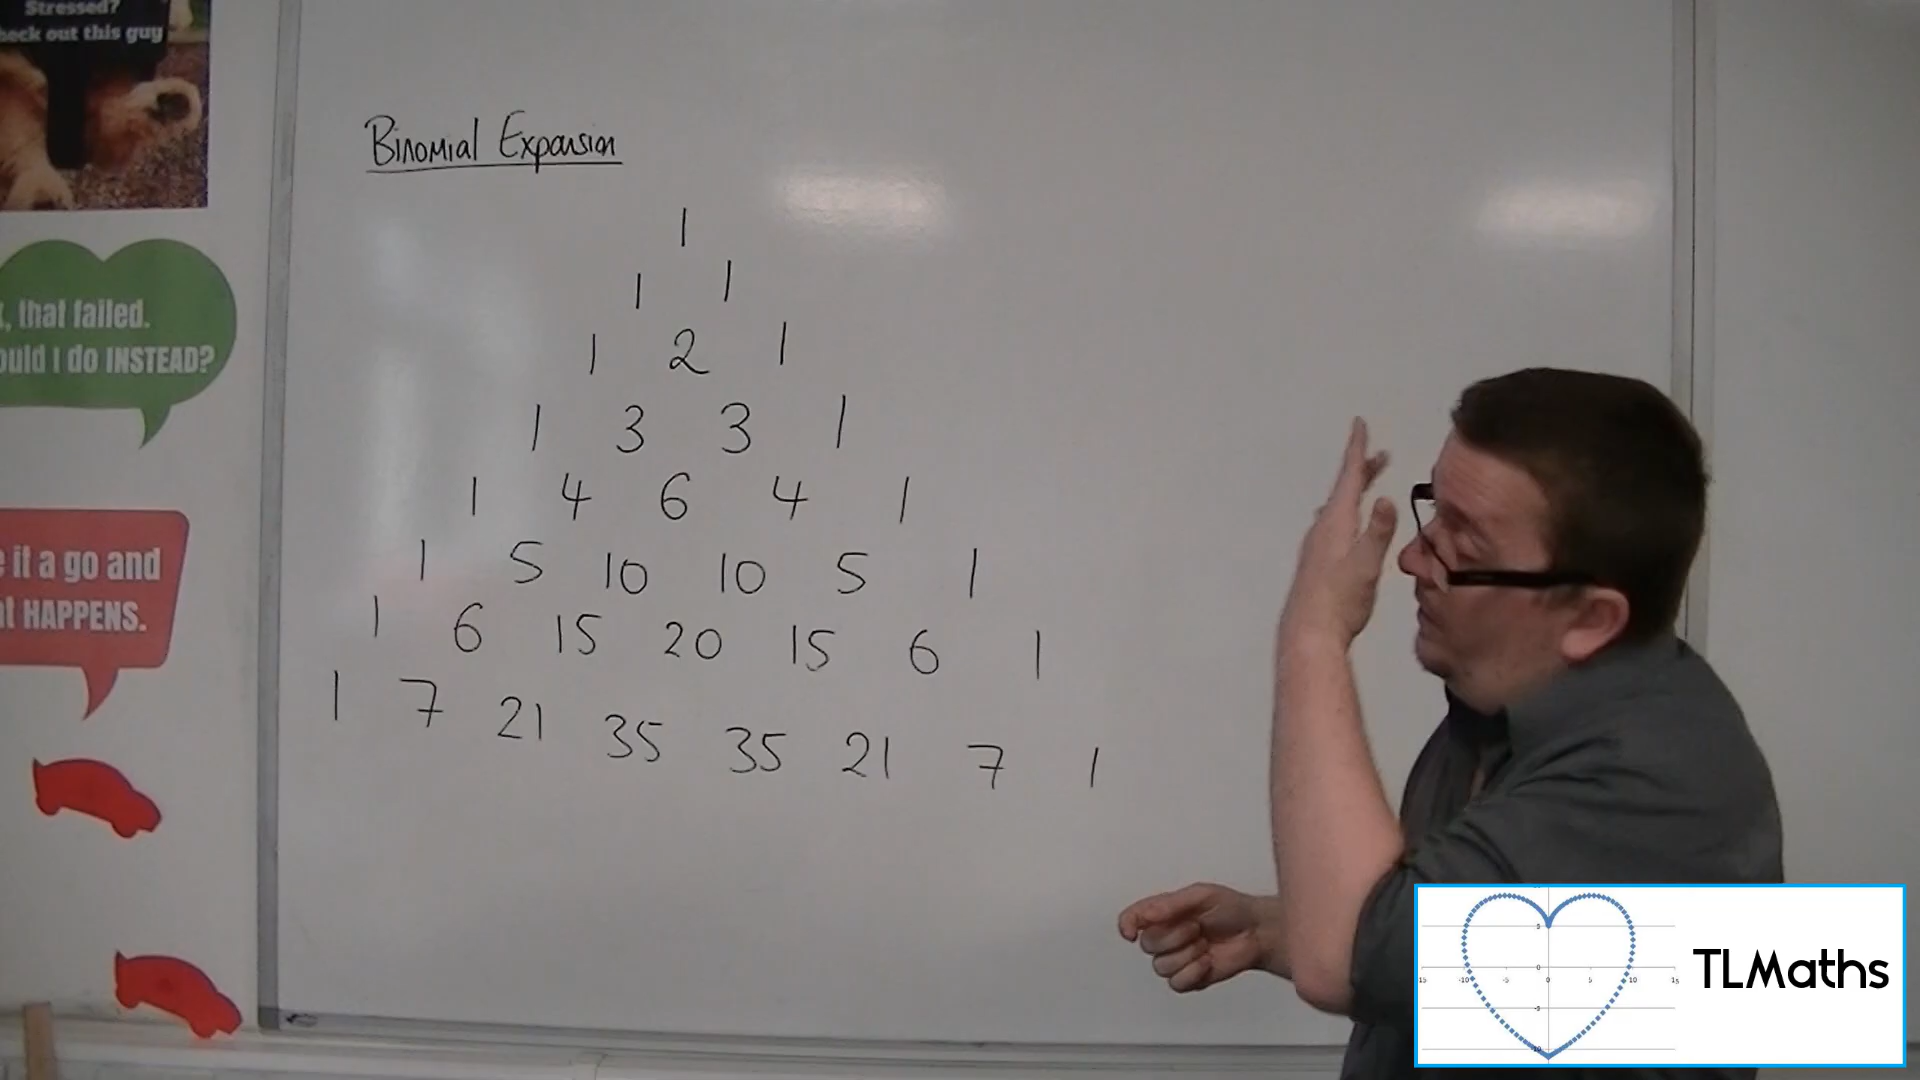 Stressed?
heck out this guy
Binomial Expansion
1
1 1
1 2 1
1 3 3 1
1 4 6 4 1
1 5 10 10 5 1
1 6 15 20 15 6 1
1 7 21 35 35 21 7 1
, that failed.
ould I do INSTEAD?
e it a go and
at HAPPENS.
TLMaths